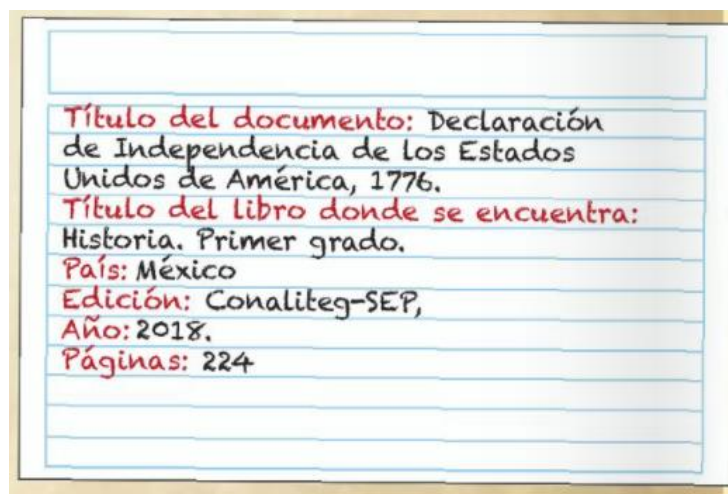 Título del documento: Declaración
de Independencia de los Estados
Unidos de América, 1776.
Título del libro donde se encuentra:
Historia. Primer grado.
País: México
Edición: Conaliteg-SEP,
Año: 2018.
Páginas: 224